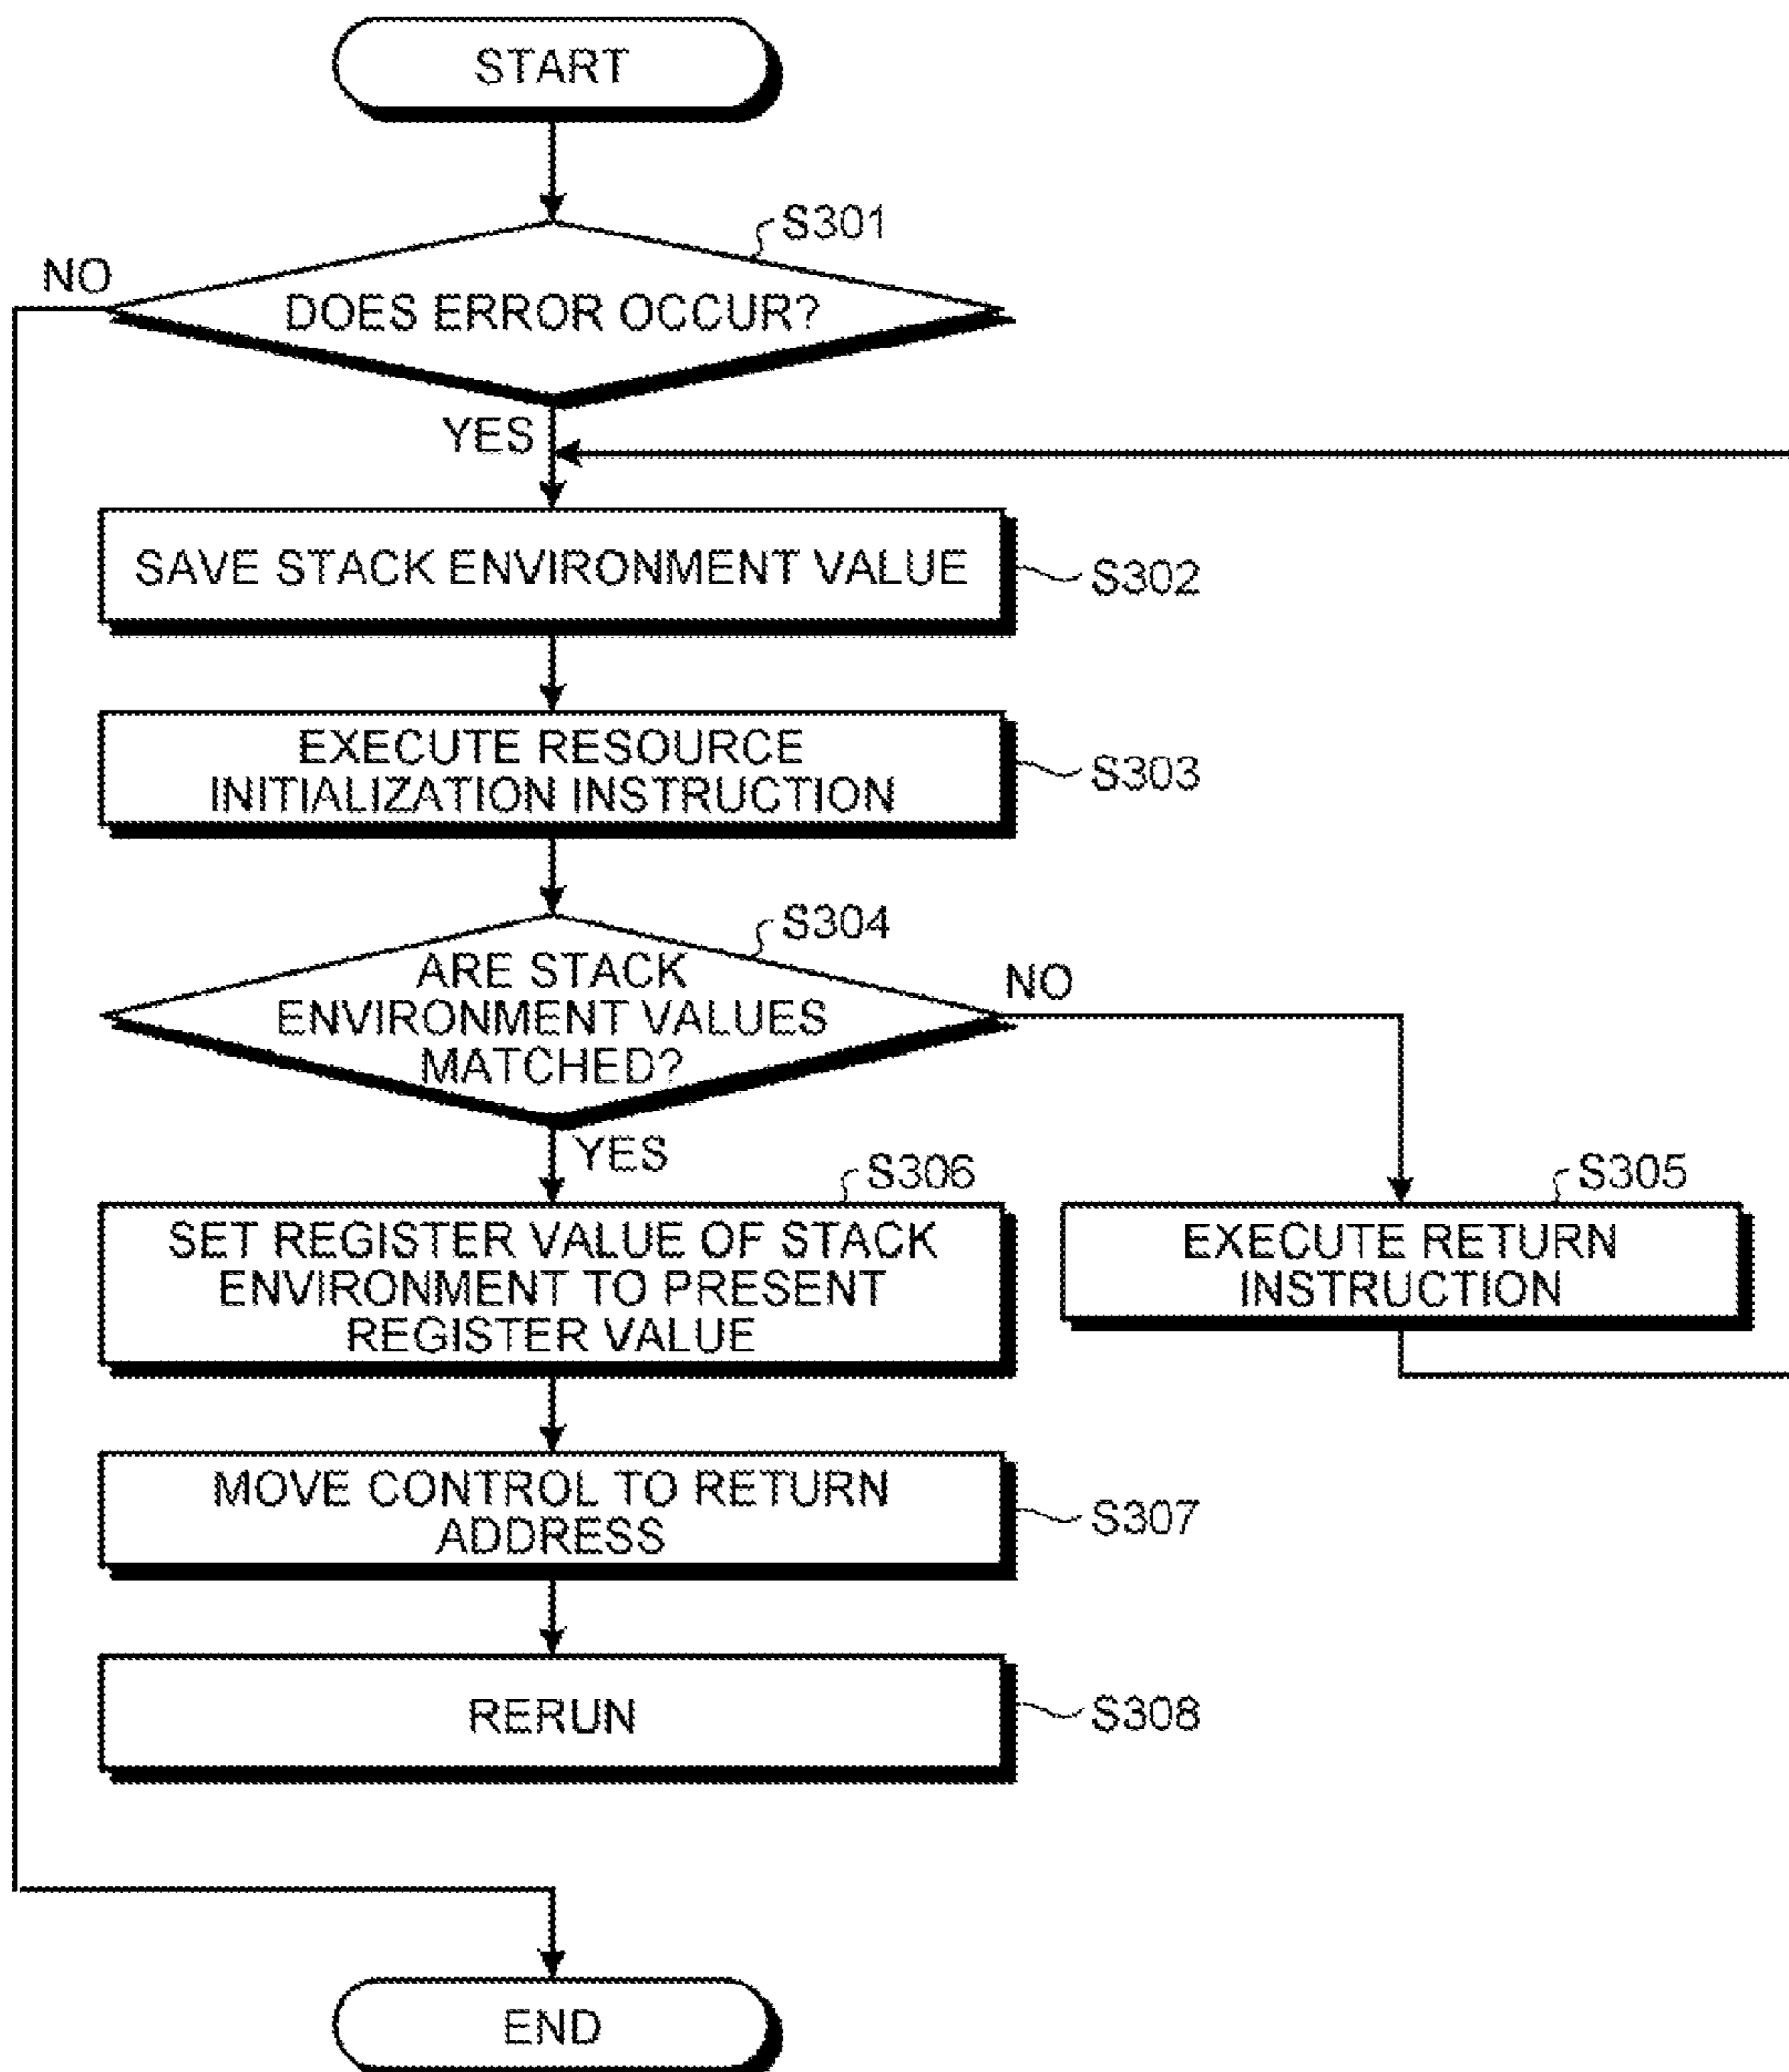 START
S301
NO
DOES ERROR OCCUR?
YES
SAVE STACK ENVIRONMENT VALUE
S302
EXECUTE RESOURCE
INITIALIZATION INSTRUCTION
S303
S304
ARE STACK
ENVIRONMENT VALUES
MATCHED?
NO
YES
S306
SET REGISTER VALUE OF STACK
ENVIRONMENT TO PRESENT
REGISTER VALUE
S305
EXECUTE RETURN
INSTRUCTION
MOVE CONTROL TO RETURN
ADDRESS
S307
RERUN
S308
END